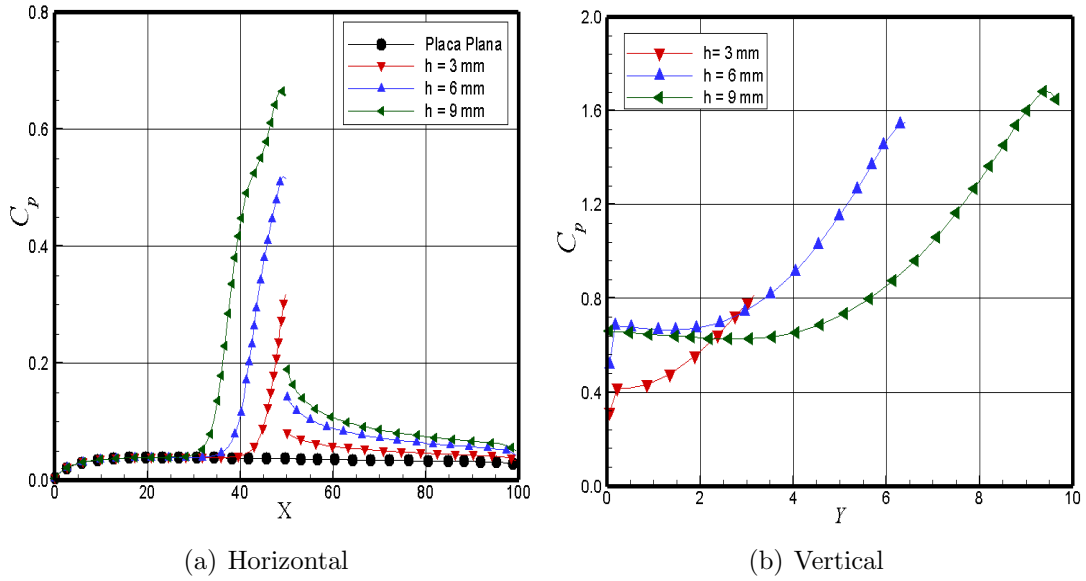 0.8
0.6
0.4
0.2
0.0
C_p
0 20 40 60 80 100
X
Placa Plana
h = 3 mm
h = 6 mm
h = 9 mm
(a) Horizontal
2.0
1.6
1.2
0.8
0.4
0.0
C_p
0 2 4 6 8 10
Y
h= 3 mm
h = 6 mm
h = 9 mm
(b) Vertical